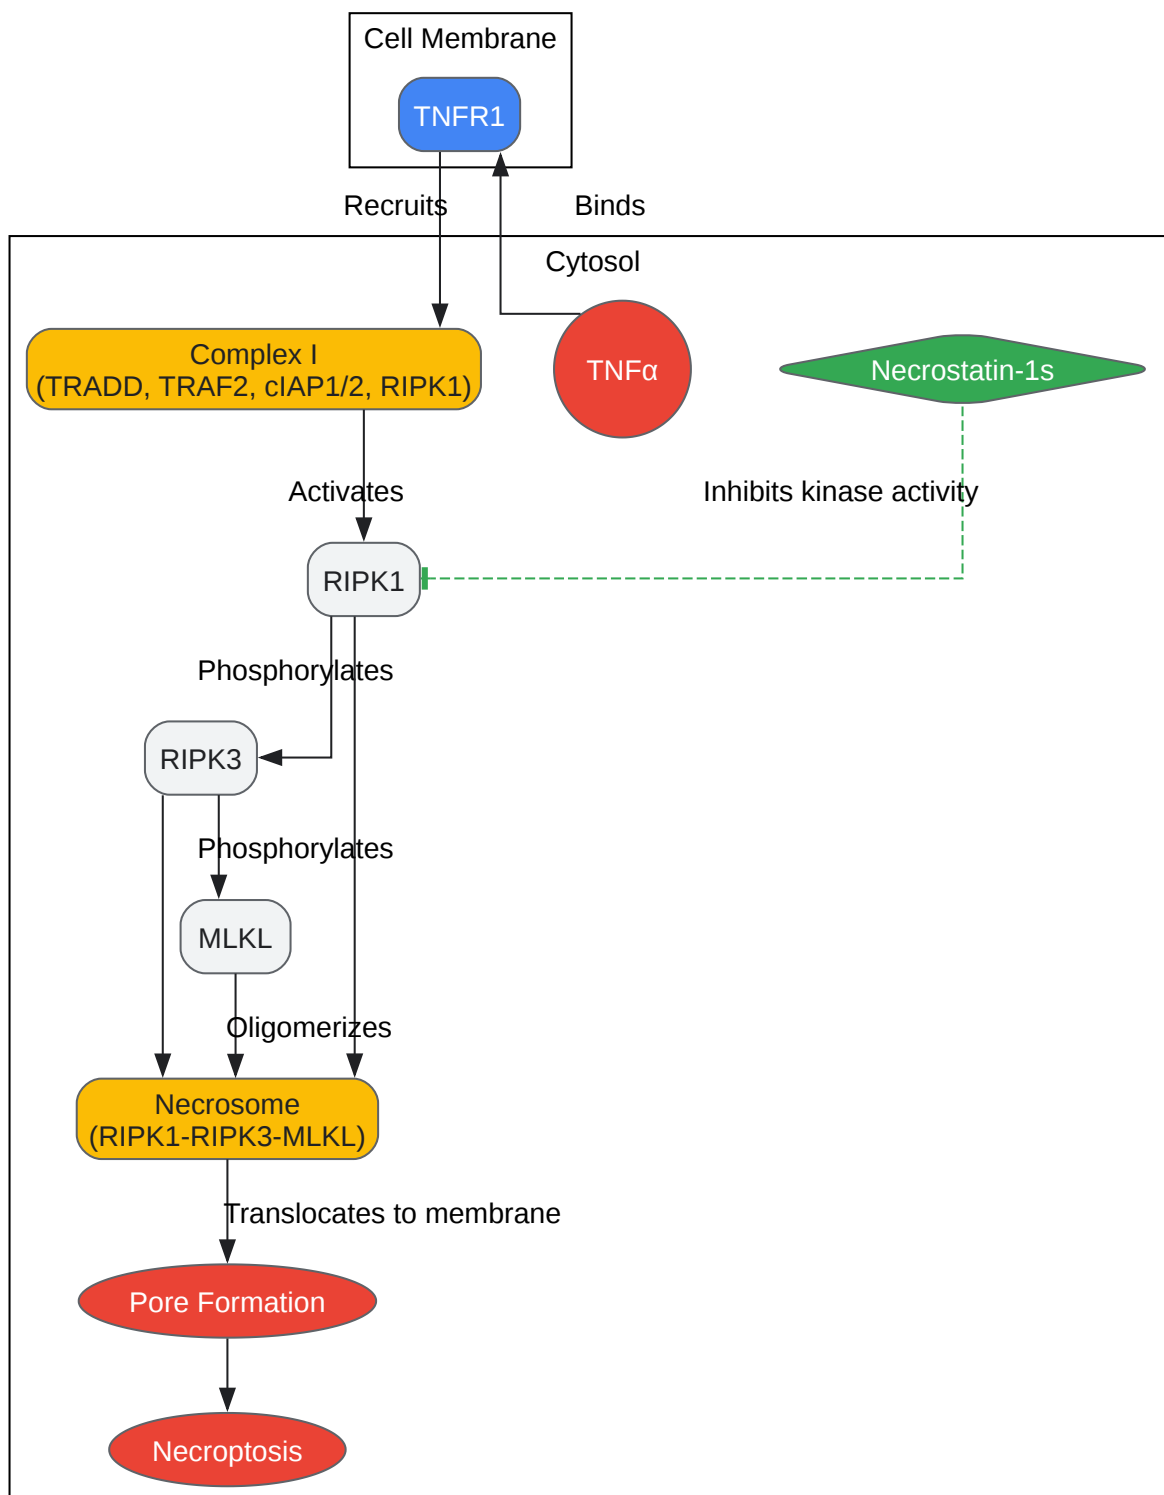 Cell Membrane
TNFR1
Recruits
Binds
Cytosol
Complex I
(TRADD, TRAF2, cIAP1/2, RIPK1)
TNFα
Necrostatin-1s
Activates
Inhibits kinase activity
RIPK1
Phosphorylates
RIPK3
Phosphorylates
MLKL
Oligomerizes
Necrosome
(RIPK1-RIPK3-MLKL)
Translocates to membrane
Pore Formation
Necroptosis